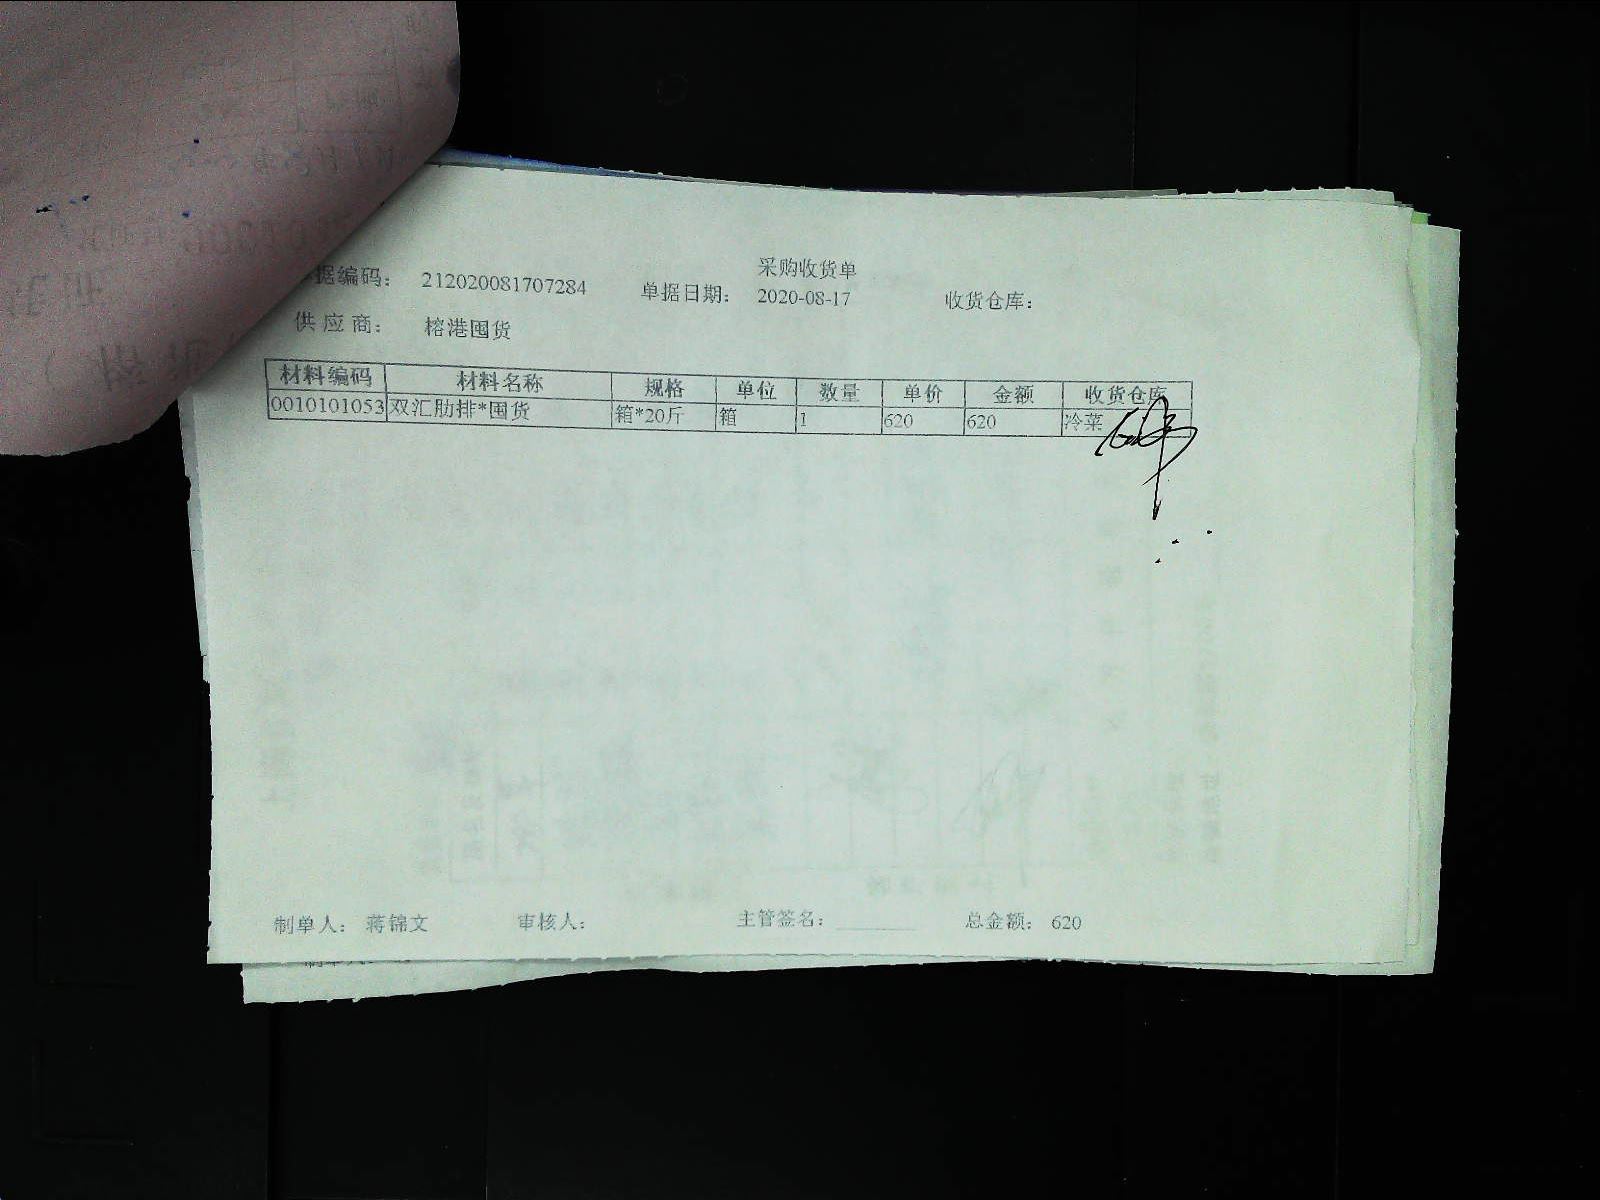 采购收货单
据编码： 212020081707284 单据日期： 2020-08-17 收货仓库：
供应商： 榕港囤货
材料编码 材料名称 规格 单位 数量 单价 金额 收货仓库
0010101053 双汇肋排*囤货 箱*20斤 箱 1 620 620 冷菜
制单人： 蒋锦文 审核人： 主管签名： 总金额： 620